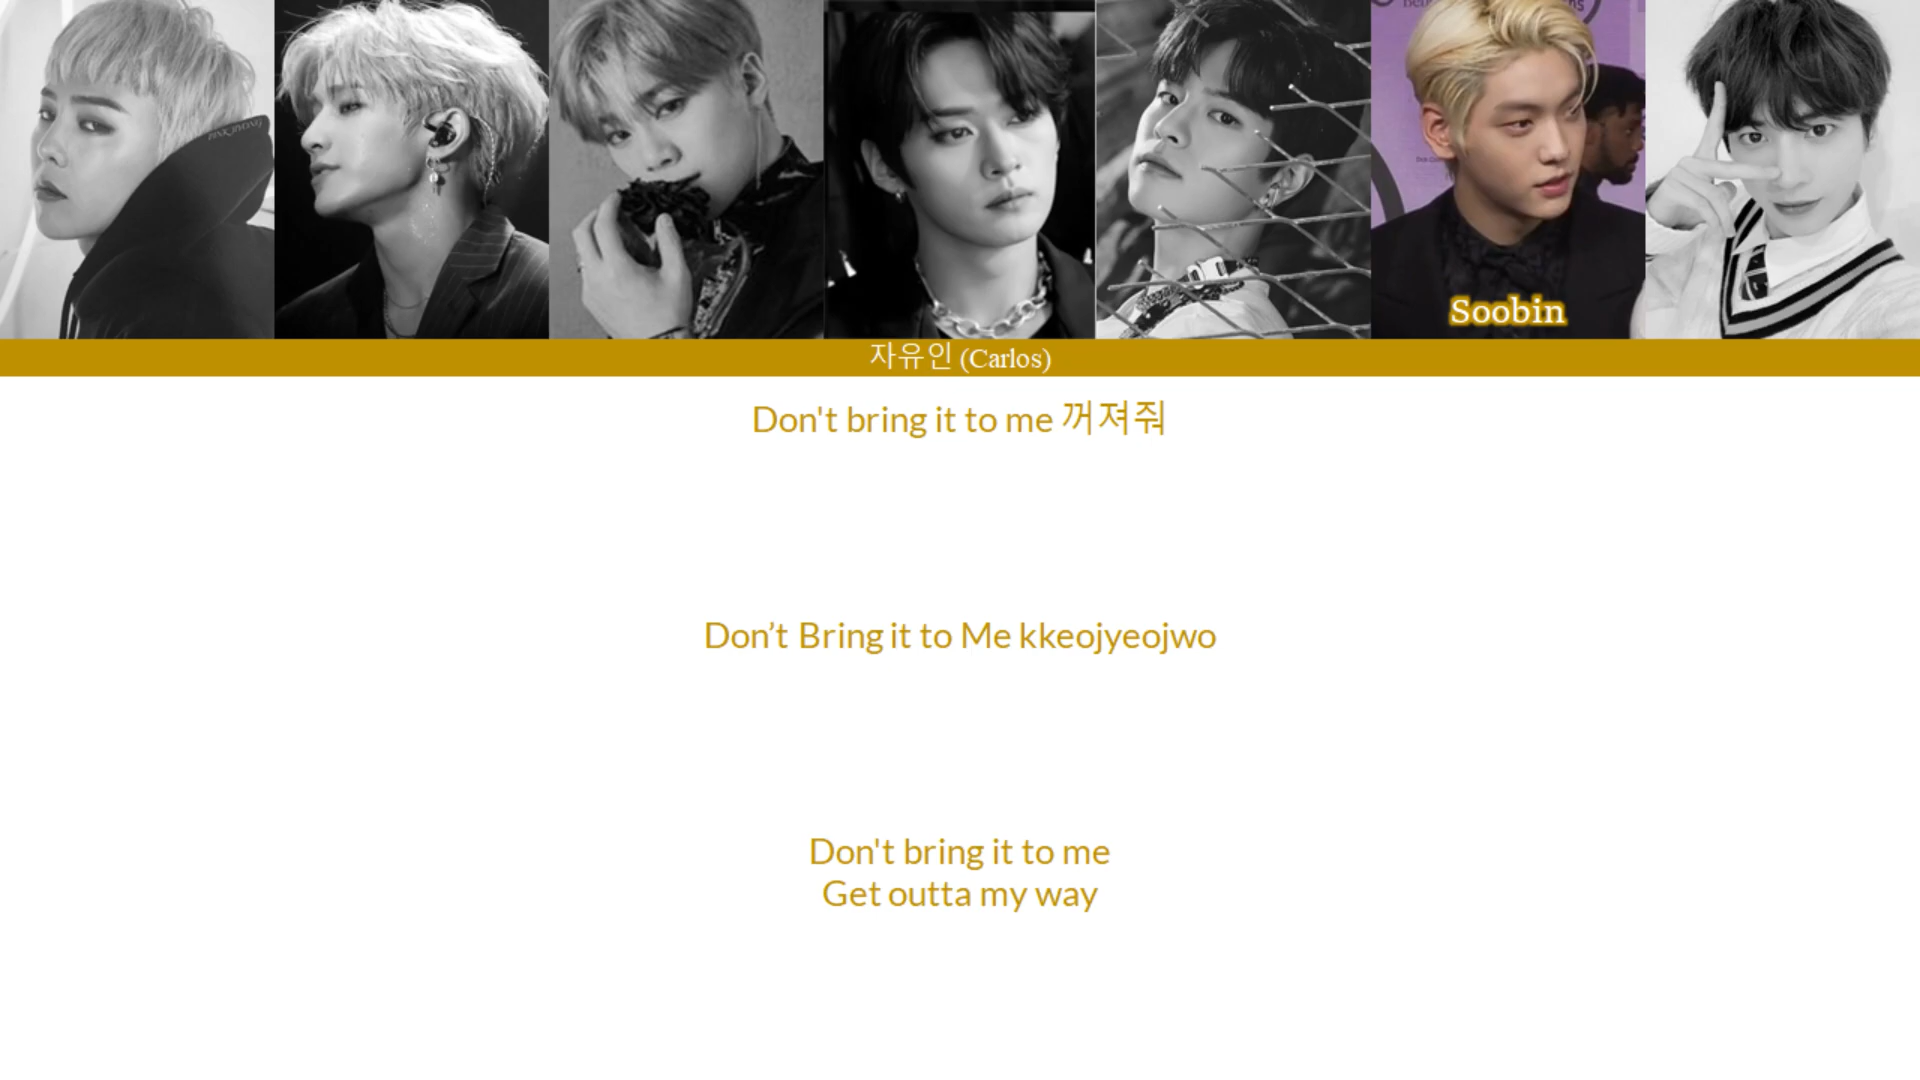 PINK_JIYONG
Soobin
자유인 (Carlos)
Don't bring it to me 꺼져줘
Don’t Bring it to Me kkeojyeojwo
Don't bring it to me
Get outta my way